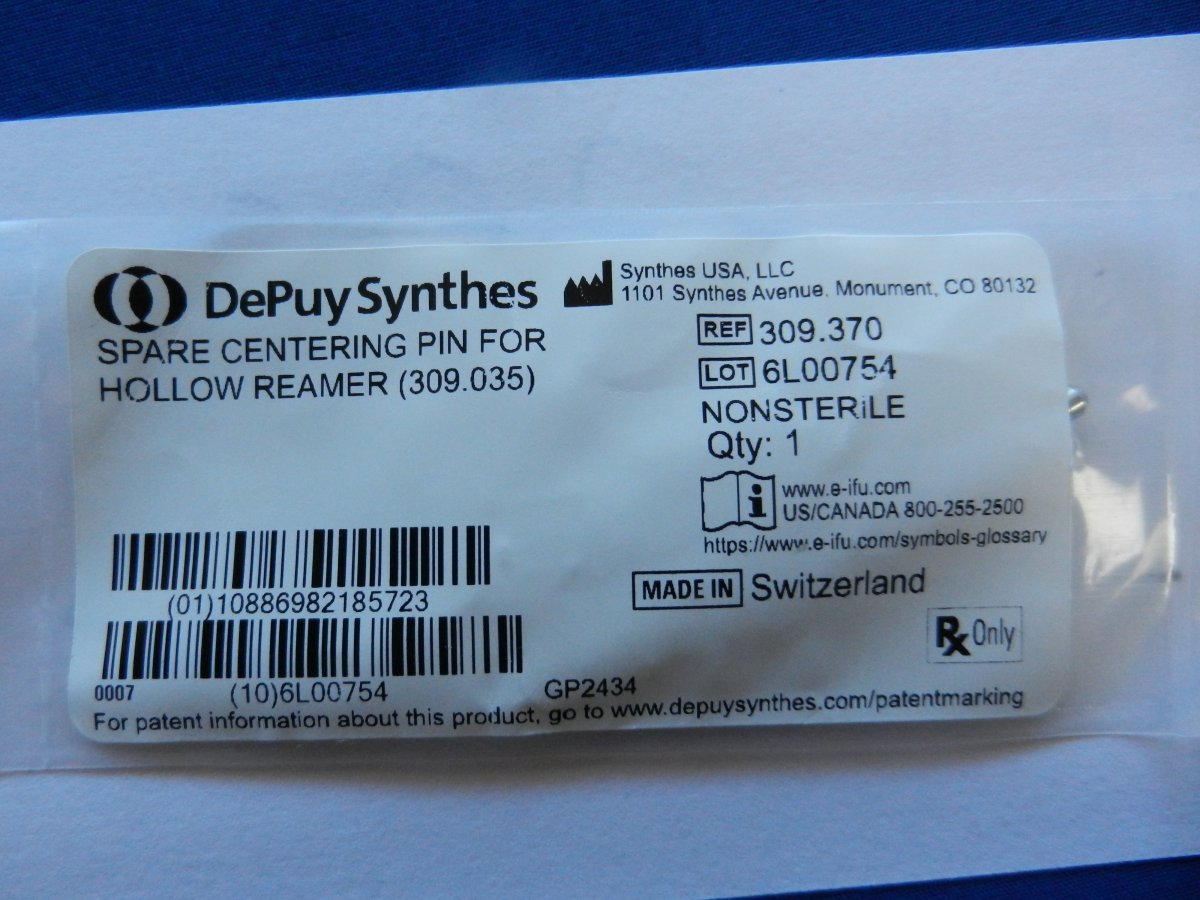 DePuy Synthes
SPARE CENTERING PIN FOR
HOLLOW REAMER (309.035)
Synthes USA, LLC
1101 Synthes Avenue, Monument, CO 80132
REF 309.370
LOT 6L00754
NONSTERILE
Qty: 1
www.e-ifu.com
US/CANADA 800-255-2500
https://www.e-ifu.com/symbols-glossary
MADE IN Switzerland
Rx Only
(01)10886982185723
0007 (10)6L00754 GP2434
For patent information about this product, go to www.depuysynthes.com/patentmarking